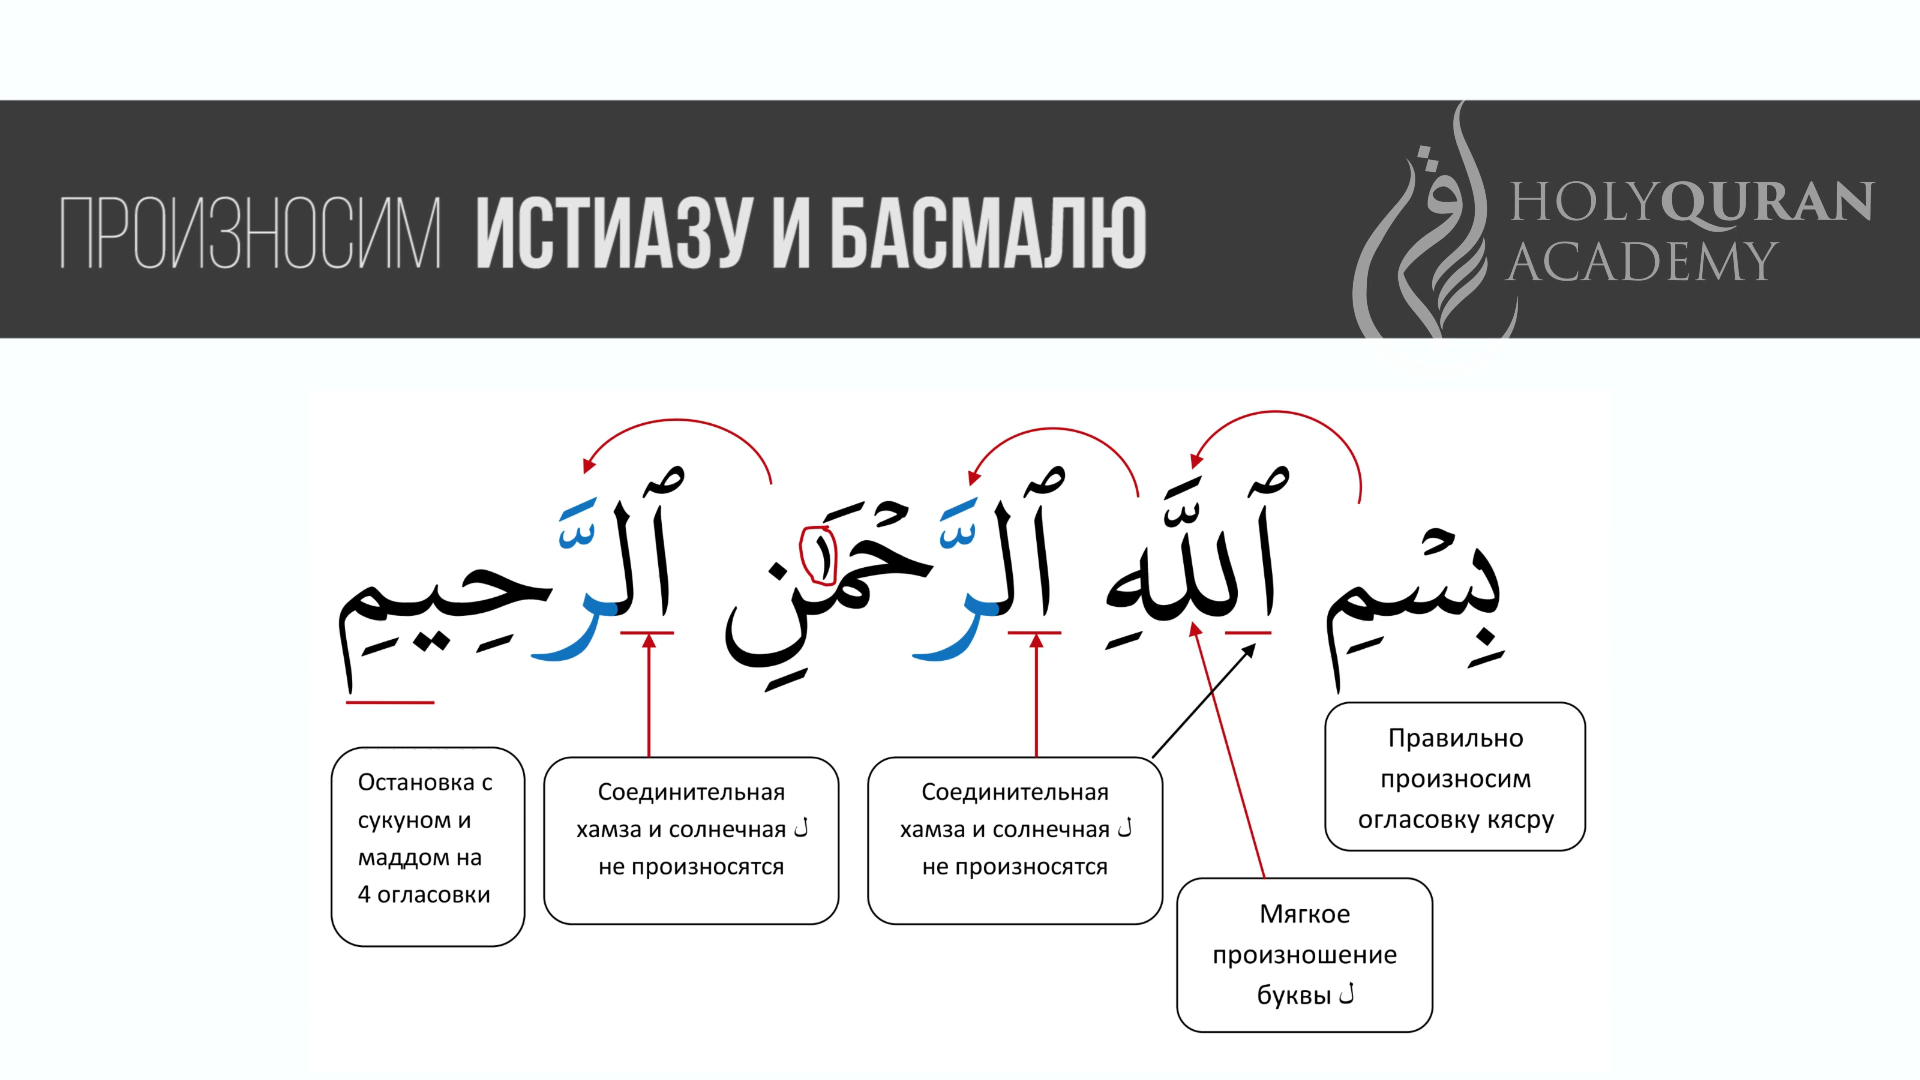 ПРОИЗНОСИМ ИСТИАЗУ И БАСМАЛЮ
HOLYQURAN
ACADEMY
بِسْمِ ٱللَّهِ ٱلرَّحْمَٰنِ ٱلرَّحِيمِ
Правильно
произносим
огласовку кясру
Мягкое
произношение
буквы ل
Соединительная
хамза и солнечная ل
не произносятся
Соединительная
хамза и солнечная ل
не произносятся
Остановка с
сукуном и
маддом на
4 огласовки